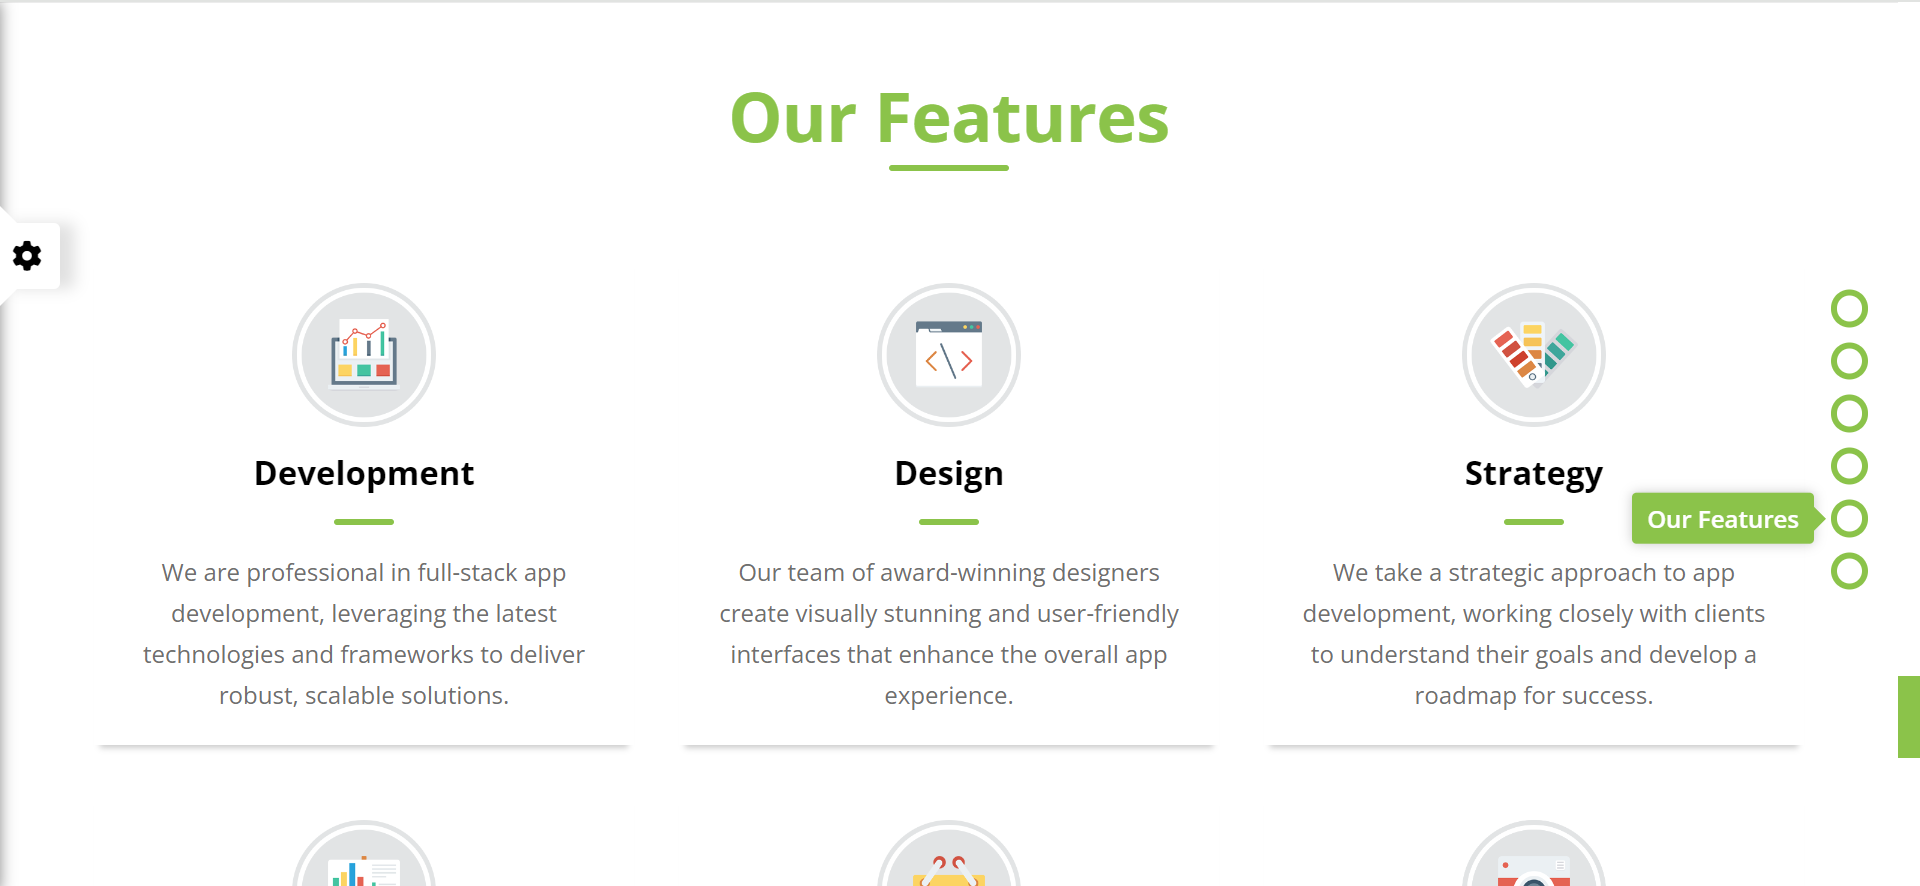 Our Features
Development
We are professional in full-stack app
development, leveraging the latest
technologies and frameworks to deliver
robust, scalable solutions.
Design
Our team of award-winning designers
create visually stunning and user-friendly
interfaces that enhance the overall app
experience.
Strategy
We take a strategic approach to app
development, working closely with clients
to understand their goals and develop a
roadmap for success.
Our Features